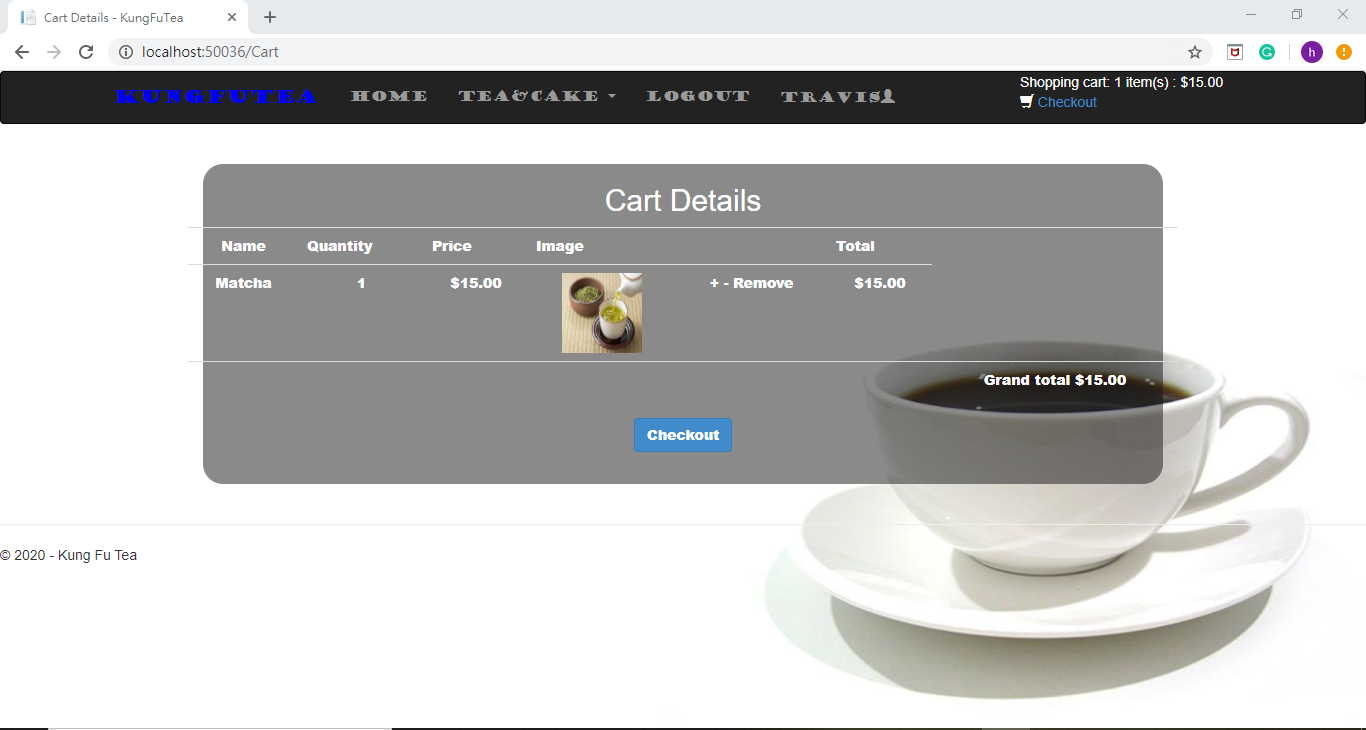 Cart Details - KungFuTea
localhost:50036/Cart
h
KUNGFUTEA HOME TEA&CAKE LOGOUT TRAVIS
Shopping cart: 1 item(s) : $15.00
Checkout
Cart Details
Name Quantity Price Image Total
Matcha 1 $15.00 + - Remove $15.00
Grand total $15.00
Checkout
© 2020 - Kung Fu Tea